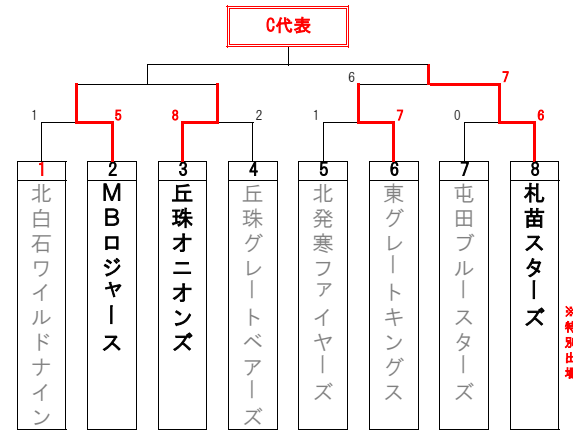 C代表
6 7
1 5 8 2 1 7 0 6
1 2 3 4 5 6 7 8
北白石ワイルドナイン
MBロジャース
丘珠オニオンズ
丘珠グレートベアーズ
北発寒ファイヤーズ
東グレートキングス
屯田ブルースターズ
札苗スターズ
※特別出場